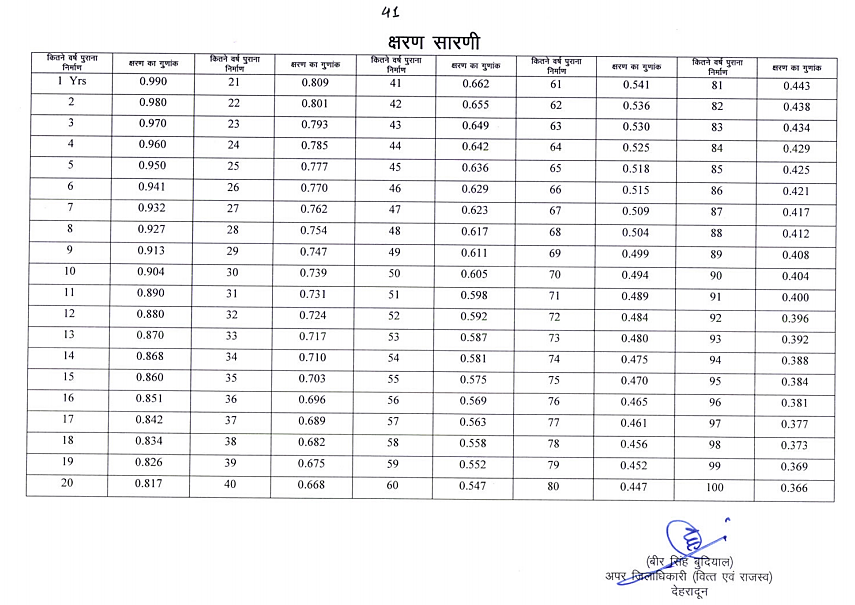 41
क्षरण सारणी
कितने वर्ष पुराना निर्माण क्षरण का गुणांक कितने वर्ष पुराना निर्माण क्षरण का गुणांक कितने वर्ष पुराना निर्माण क्षरण का गुणांक कितने वर्ष पुराना निर्माण क्षरण का गुणांक कितने वर्ष पुराना निर्माण क्षरण का गुणांक
1 Yrs 0.990 21 0.809 41 0.662 61 0.541 81 0.443
2 0.980 22 0.801 42 0.655 62 0.536 82 0.438
3 0.970 23 0.793 43 0.649 63 0.530 83 0.434
4 0.960 24 0.785 44 0.642 64 0.525 84 0.429
5 0.950 25 0.777 45 0.636 65 0.518 85 0.425
6 0.941 26 0.770 46 0.629 66 0.515 86 0.421
7 0.932 27 0.762 47 0.623 67 0.509 87 0.417
8 0.927 28 0.754 48 0.617 68 0.504 88 0.412
9 0.913 29 0.747 49 0.611 69 0.499 89 0.408
10 0.904 30 0.739 50 0.605 70 0.494 90 0.404
11 0.890 31 0.731 51 0.598 71 0.489 91 0.400
12 0.880 32 0.724 52 0.592 72 0.484 92 0.396
13 0.870 33 0.717 53 0.587 73 0.480 93 0.392
14 0.868 34 0.710 54 0.581 74 0.475 94 0.388
15 0.860 35 0.703 55 0.575 75 0.470 95 0.384
16 0.851 36 0.696 56 0.569 76 0.465 96 0.381
17 0.842 37 0.689 57 0.563 77 0.461 97 0.377
18 0.834 38 0.682 58 0.558 78 0.456 98 0.373
19 0.826 39 0.675 59 0.552 79 0.452 99 0.369
20 0.817 40 0.668 60 0.547 80 0.447 100 0.366
(बीर सिंह बुदियाल)
अपर जिलाधिकारी (वित्त एवं राजस्व)
देहरादून